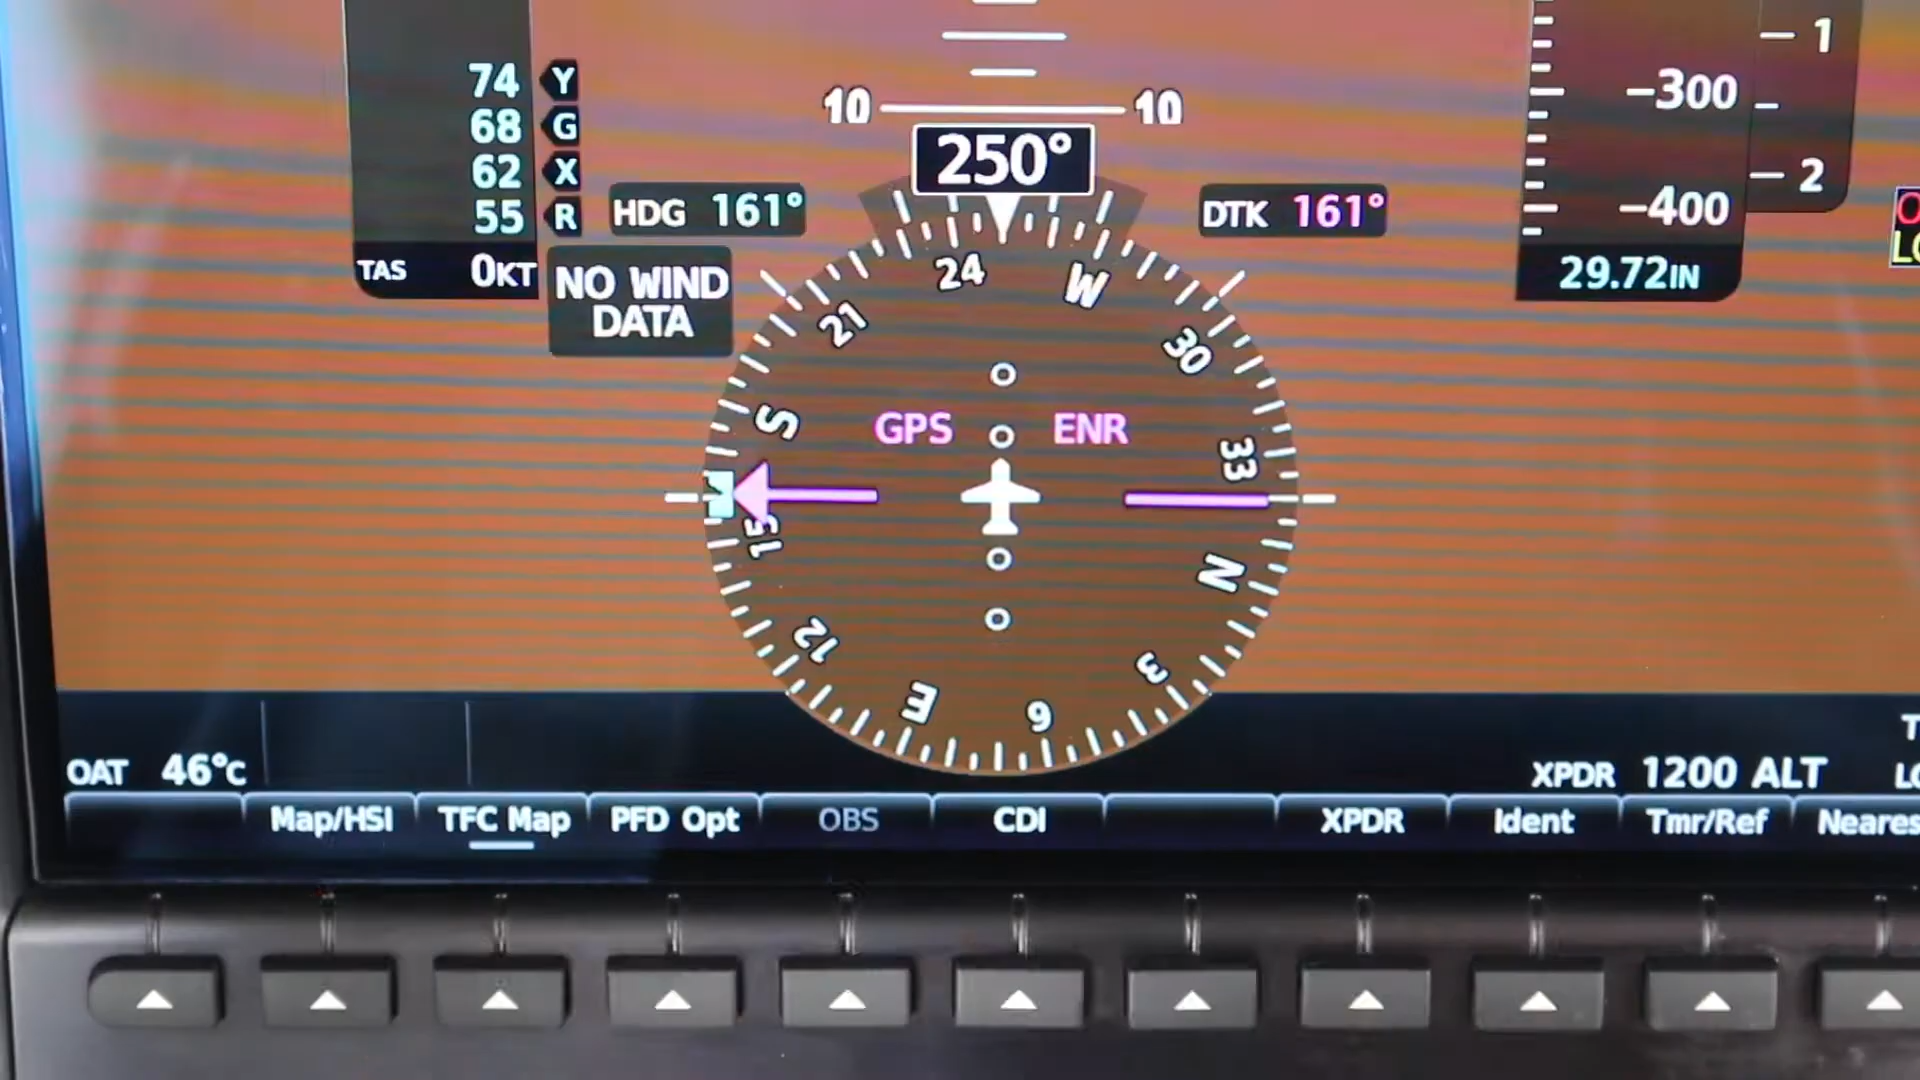 1
74 Y
10 10
-300
68 G
250°
62 X
2
HDG 161°
DTK 161°
55 R
-400
TAS 0KT
NO WIND
DATA
29.72IN
24
W
21
30
S
GPS ENR
33
15
N
12
3
E
6
OAT 46°C
XPDR 1200 ALT
Map/HSI TFC Map PFD Opt OBS CDI XPDR Ident Tmr/Ref